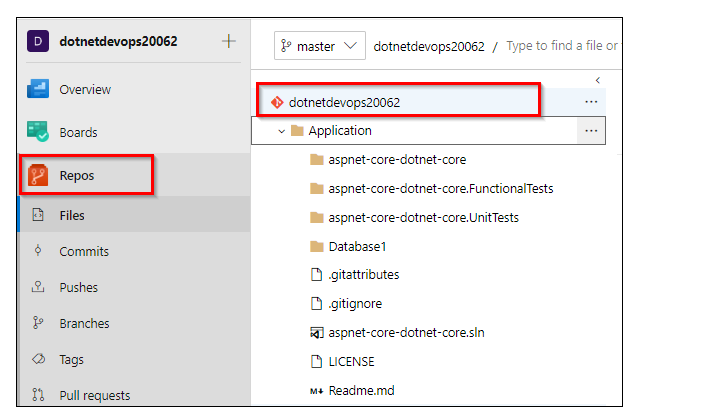 D dotnetdevops20062 +
Overview
Boards
Repos
Files
Commits
Pushes
Branches
Tags
Pull requests
master dotnetdevops20062 / Type to find a file or
dotnetdevops20062 ...
Application ...
aspnet-core-dotnet-core
aspnet-core-dotnet-core.FunctionalTests
aspnet-core-dotnet-core.UnitTests
Database1
.gitattributes
.gitignore
aspnet-core-dotnet-core.sln
LICENSE
M↓ Readme.md